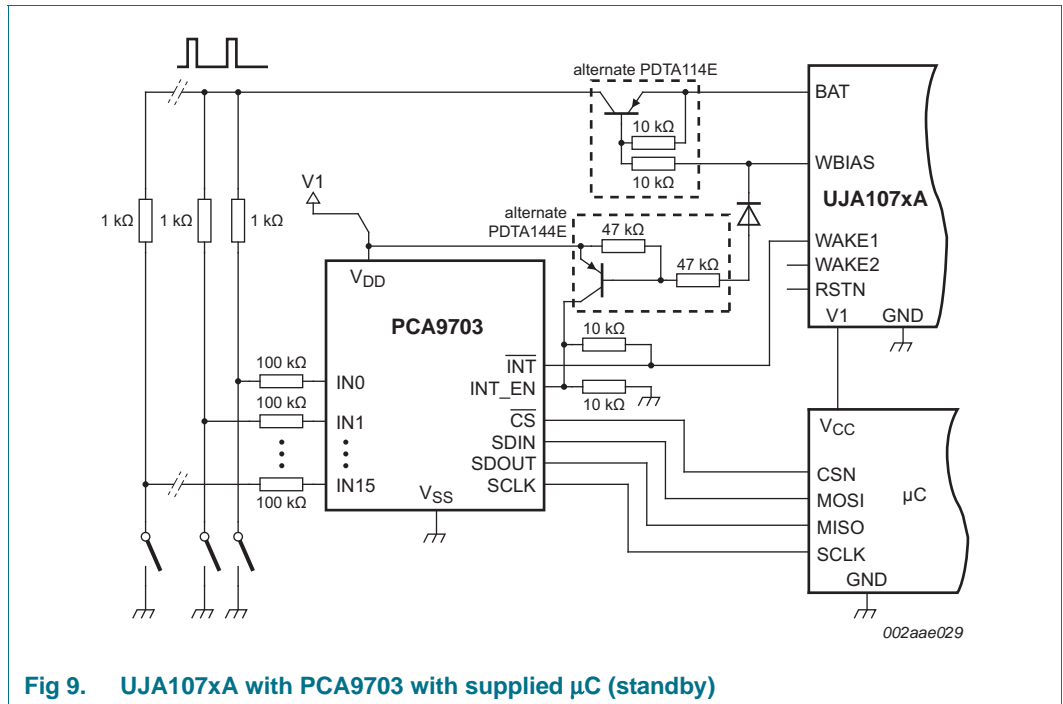 alternate PDTA114E
BAT
10 kΩ
10 kΩ
WBIAS
UJA107xA
V1
1 kΩ
1 kΩ
1 kΩ
alternate
PDTA144E
47 kΩ
47 kΩ
WAKE1
WAKE2
RSTN
V1
GND
VDD
PCA9703
10 kΩ
INT
INT_EN
10 kΩ
100 kΩ
IN0
100 kΩ
IN1
100 kΩ
IN15
VSS
CS
SDIN
SDOUT
SCLK
VCC
CSN
MOSI
MISO
SCLK
µC
GND
002aae029
Fig 9. UJA107xA with PCA9703 with supplied µC (standby)